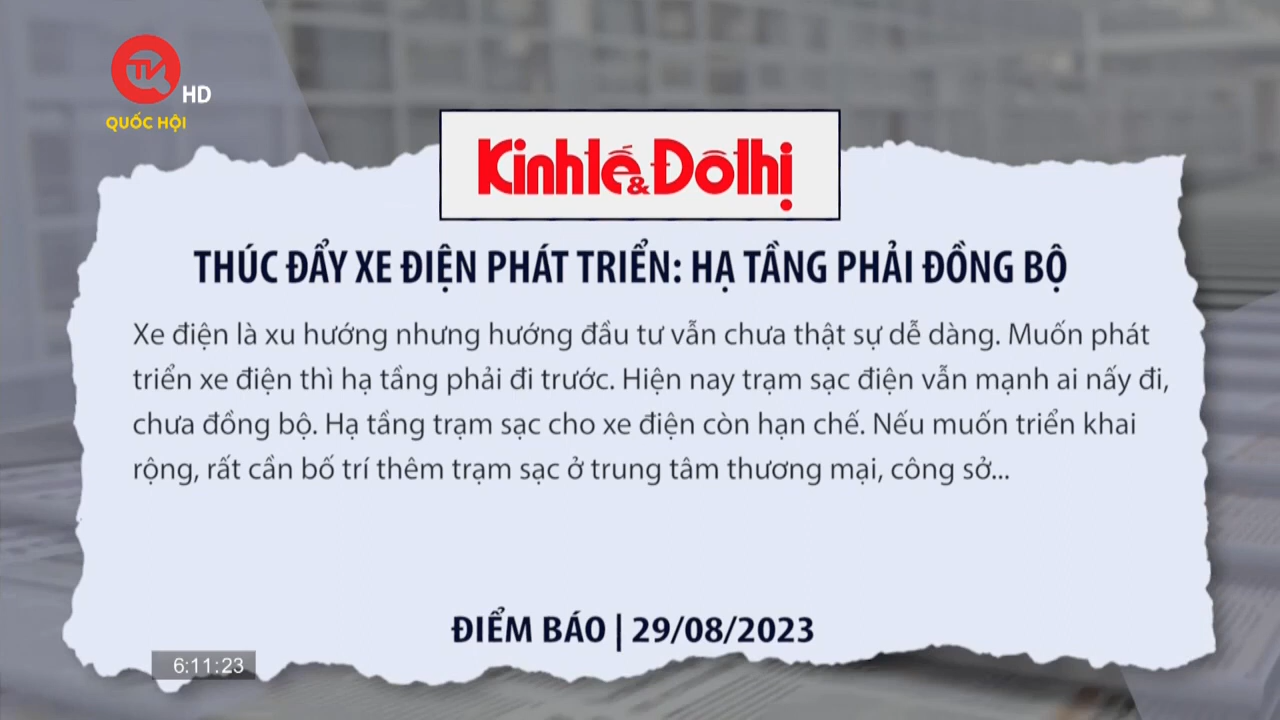 TV HD
QUỐC HỘI
Kinh tế & Đô thị
THÚC ĐẨY XE ĐIỆN PHÁT TRIỂN: HẠ TẦNG PHẢI ĐỒNG BỘ
Xe điện là xu hướng nhưng hướng đầu tư vẫn chưa thật sự dễ dàng. Muốn phát
triển xe điện thì hạ tầng phải đi trước. Hiện nay trạm sạc điện vẫn mạnh ai nấy đi,
chưa đồng bộ. Hạ tầng trạm sạc cho xe điện còn hạn chế. Nếu muốn triển khai
rộng, rất cần bố trí thêm trạm sạc ở trung tâm thương mại, công sở...
ĐIỂM BÁO | 29/08/2023
6:11:23